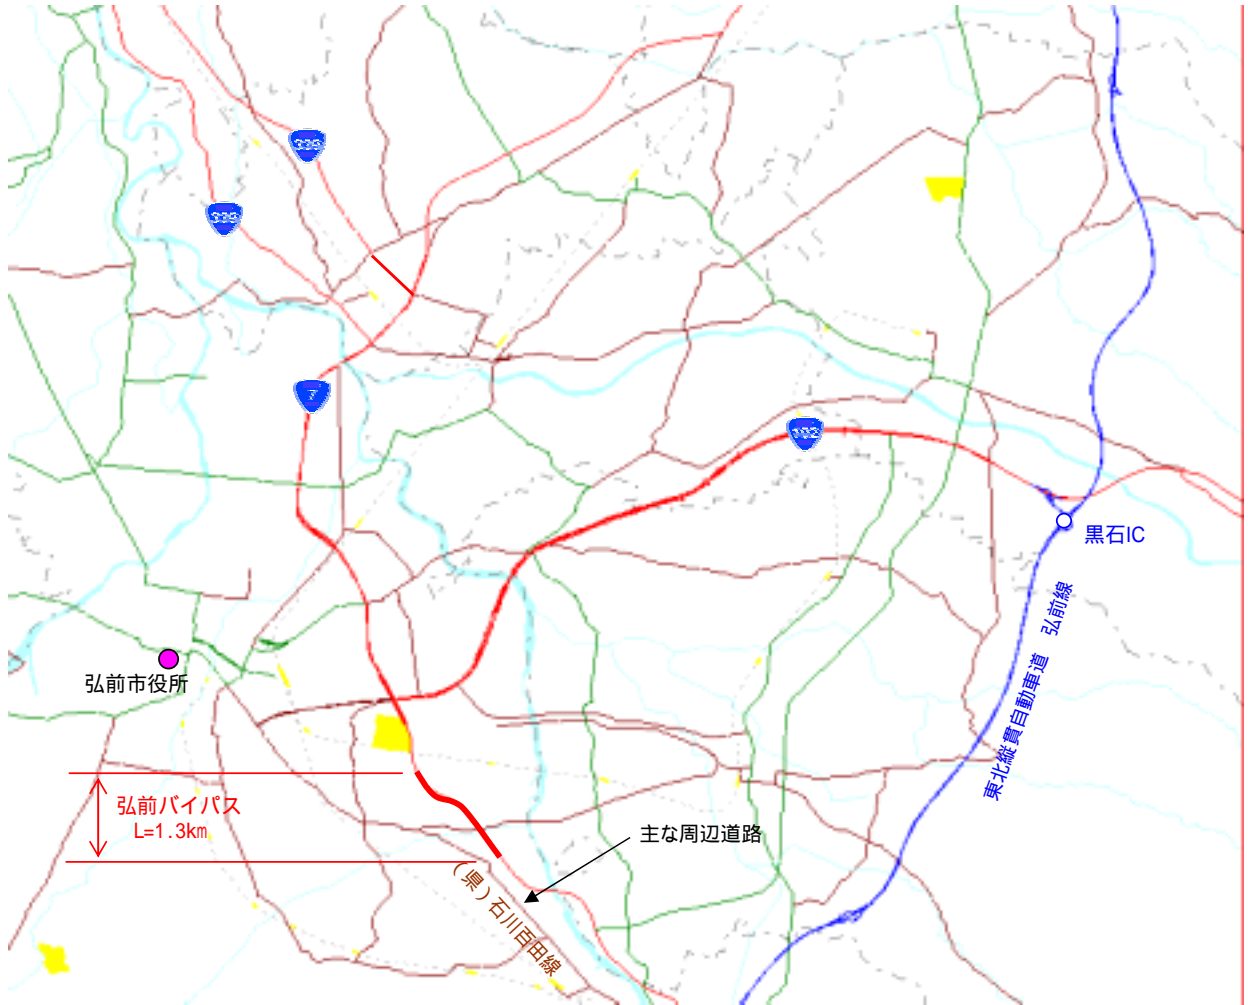 339
339
7
102
黒石IC
東北縦貫自動車道 弘前線
弘前市役所
弘前バイパス
L=1.3km
主な周辺道路
(県)石川百田線